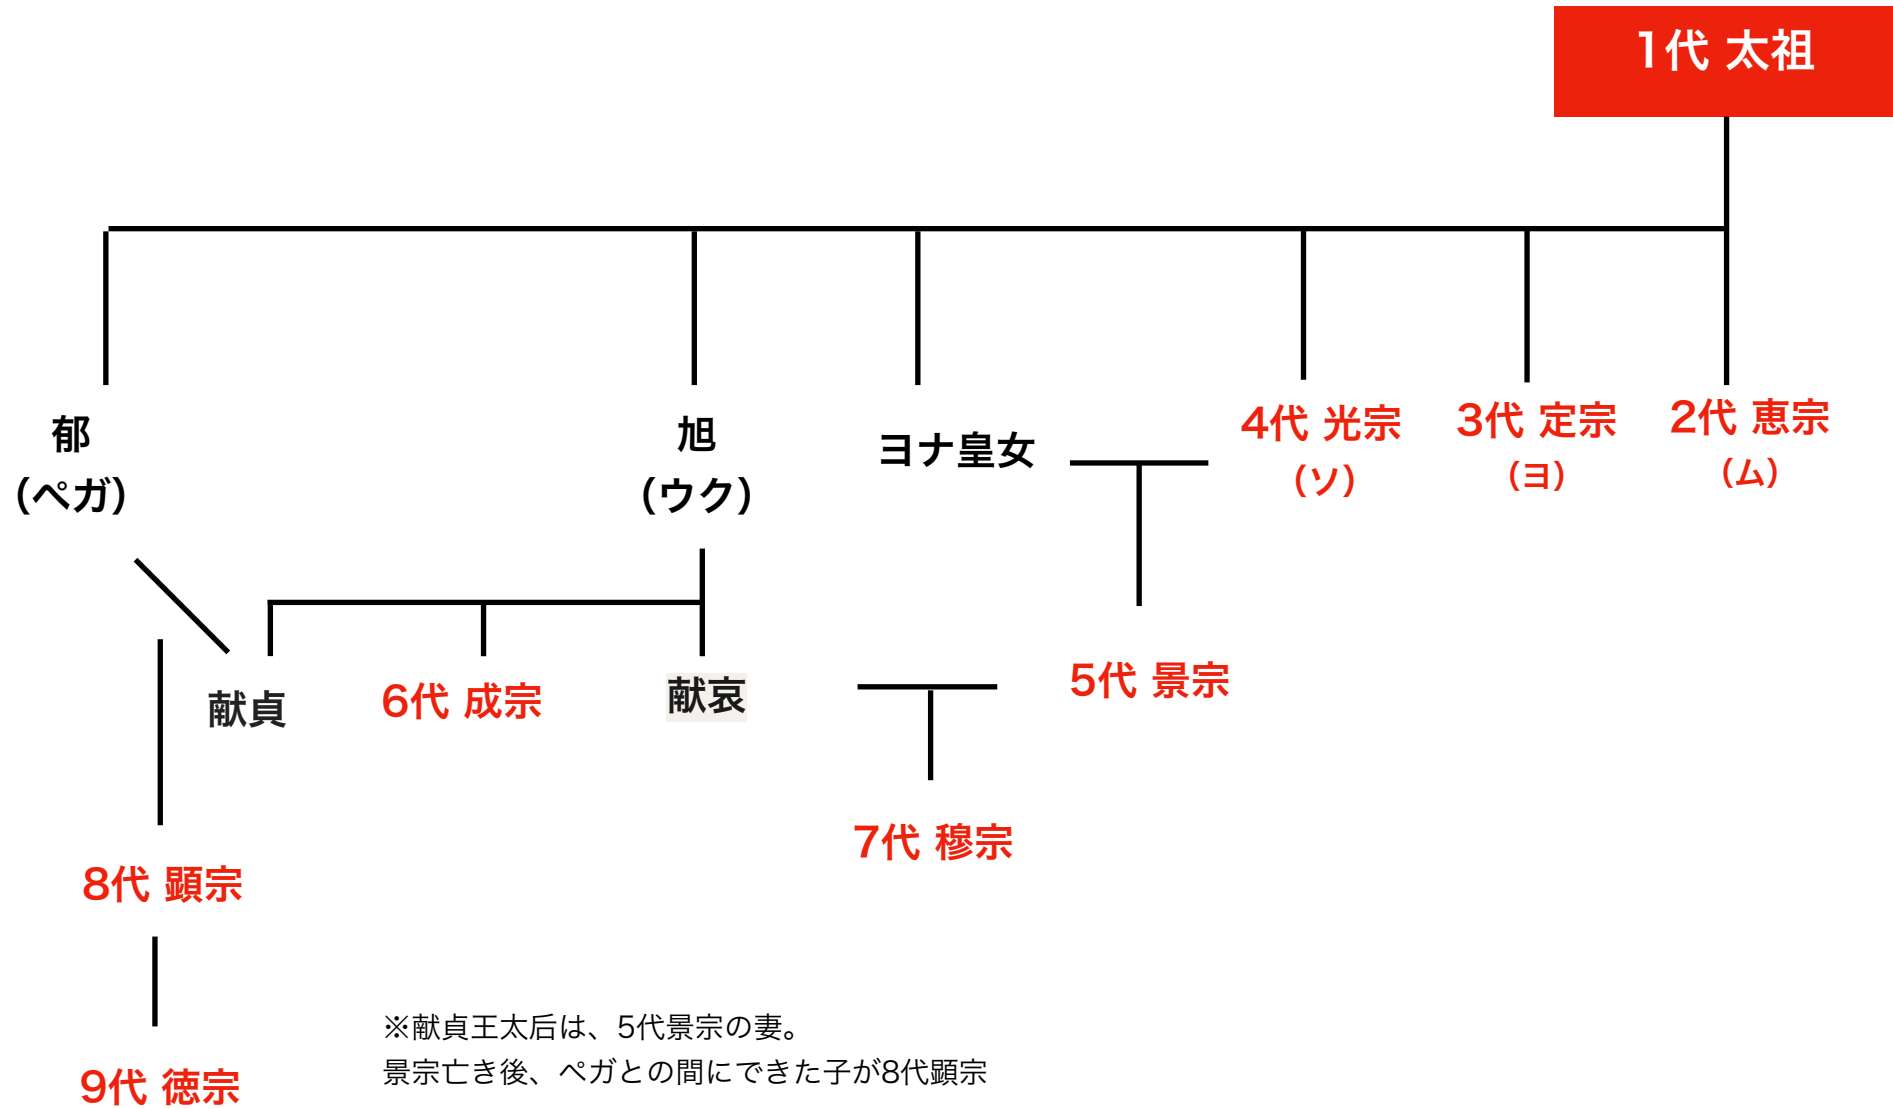 1代 太祖
郁
（ペガ）
旭
（ウク）
ヨナ皇女
4代 光宗
（ソ）
3代 定宗
（ヨ）
2代 恵宗
（ム）
献貞
6代 成宗
献哀
5代 景宗
7代 穆宗
8代 顕宗
9代 徳宗
※献貞王太后は、5代景宗の妻。
景宗亡き後、ペガとの間にできた子が8代顕宗